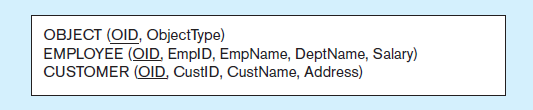 OBJECT (OID, ObjectType)
EMPLOYEE (OID, EmpID, EmpName, DeptName, Salary)
CUSTOMER (OID, CustID, CustName, Address)